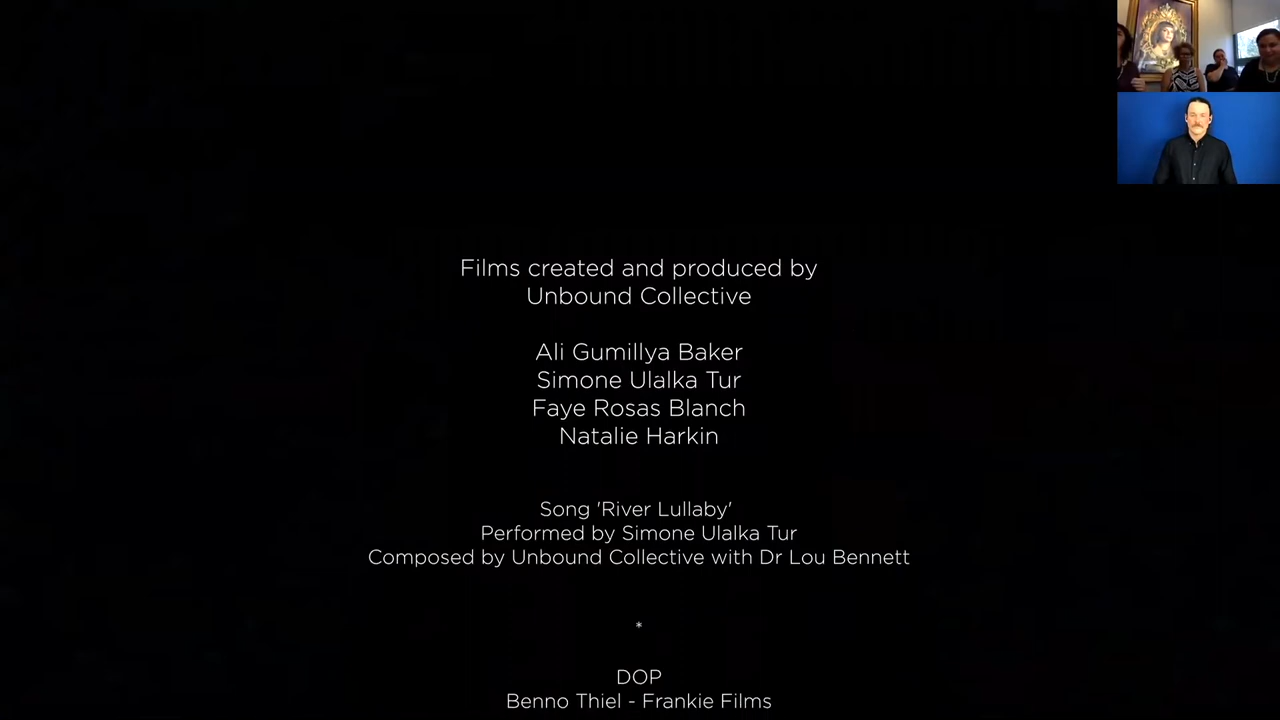 Films created and produced by
Unbound Collective
Ali Gumillya Baker
Simone Ulalka Tur
Faye Rosas Blanch
Natalie Harkin
Song 'River Lullaby'
Performed by Simone Ulalka Tur
Composed by Unbound Collective with Dr Lou Bennett
*
DOP
Benno Thiel - Frankie Films